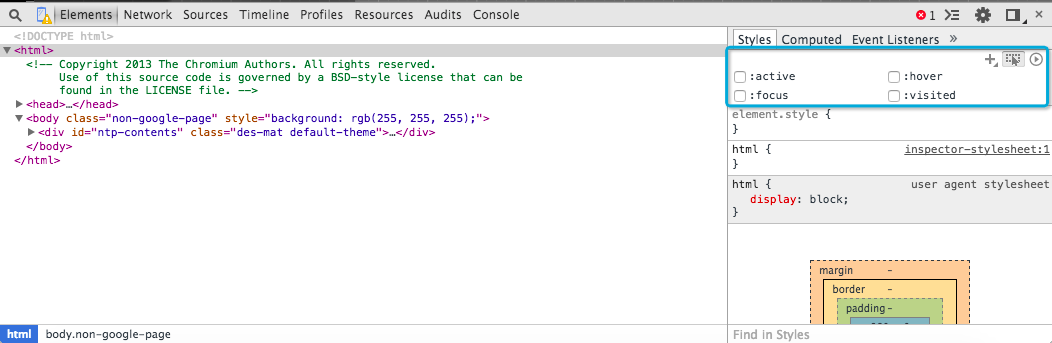 Elements Network Sources Timeline Profiles Resources Audits Console 1
<!DOCTYPE html>
<html>
<!-- Copyright 2013 The Chromium Authors. All rights reserved.
Use of this source code is governed by a BSD-style license that can be
found in the LICENSE file. -->
<head>…</head>
<body class="non-google-page" style="background: rgb(255, 255, 255);">
<div id="ntp-contents" class="des-mat default-theme">…</div>
</body>
</html>
html body.non-google-page
Styles Computed Event Listeners »
:active :hover
:focus :visited
element.style {
}
html { inspector-stylesheet:1
}
html { user agent stylesheet
display: block;
}
margin -
border -
padding -
Find in Styles